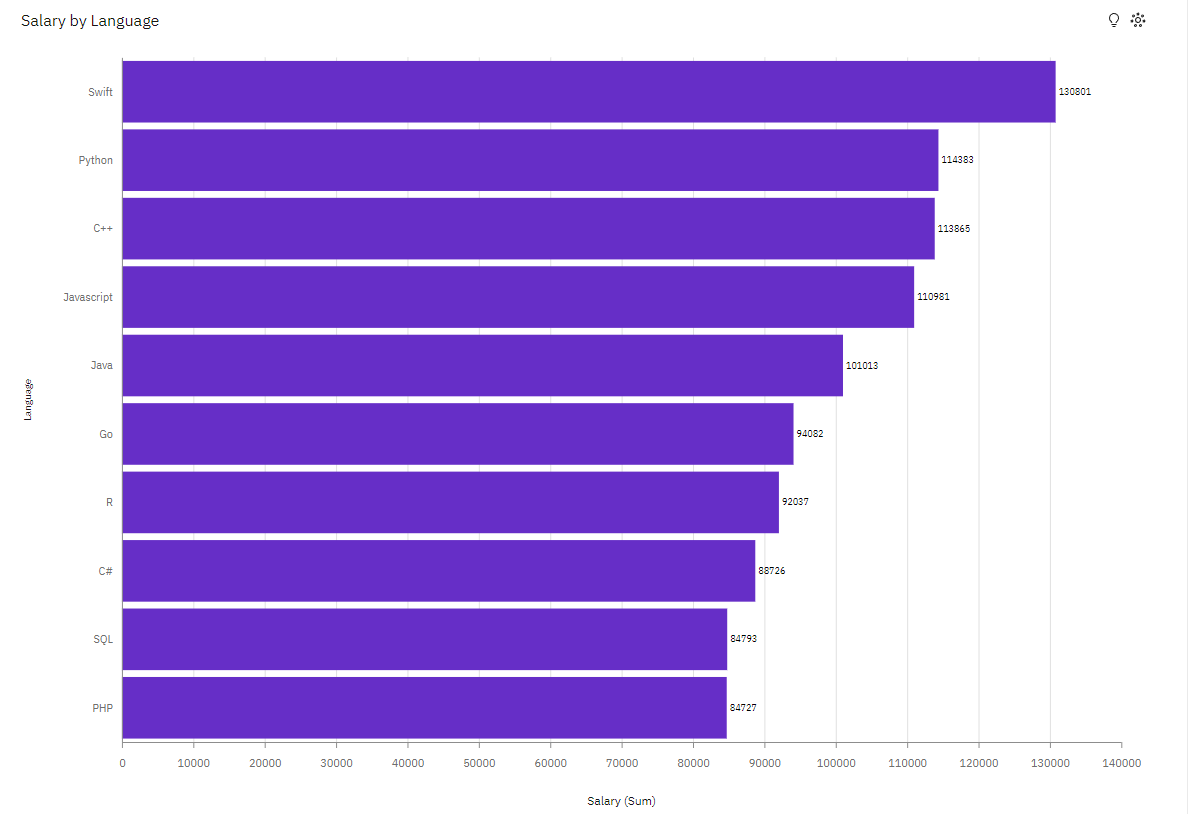 Salary by Language
Swift
130801
Python
114383
C++
113865
Javascript
110981
Java
101013
Language
Go
94082
R
92037
C#
88726
SQL
84793
PHP
84727
0 10000 20000 30000 40000 50000 60000 70000 80000 90000 100000 110000 120000 130000 140000
Salary (Sum)